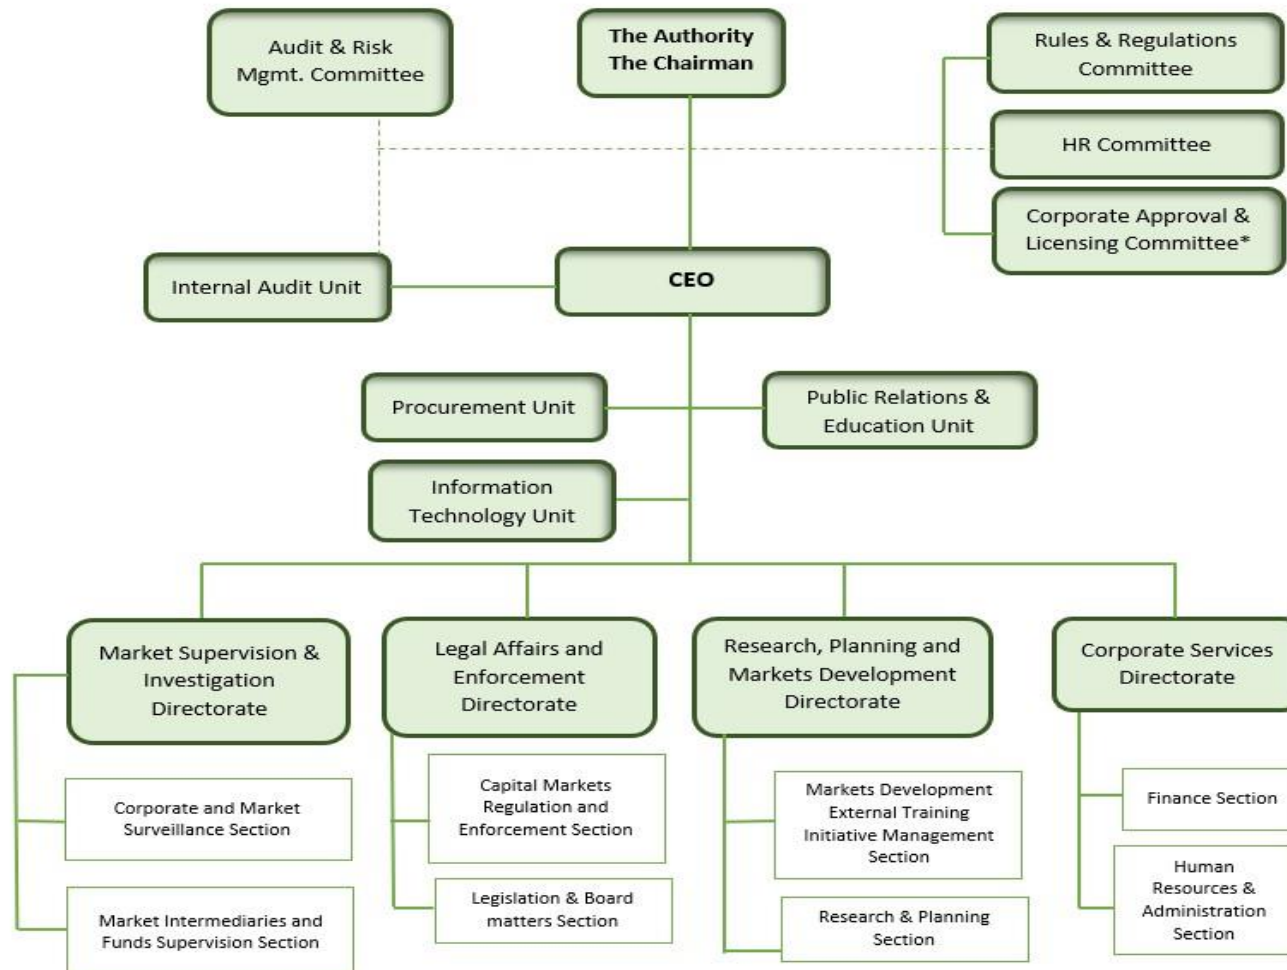 Audit & Risk
Mgmt. Committee
The Authority
The Chairman
Rules & Regulations
Committee
HR Committee
Corporate Approval &
Licensing Committee*
Internal Audit Unit
CEO
Procurement Unit
Public Relations &
Education Unit
Information
Technology Unit
Market Supervision &
Investigation
Directorate
Legal Affairs and
Enforcement
Directorate
Research, Planning and
Markets Development
Directorate
Corporate Services
Directorate
Corporate and Market
Surveillance Section
Market Intermediaries and
Funds Supervision Section
Capital Markets
Regulation and
Enforcement Section
Legislation & Board
matters Section
Markets Development
External Training
Initiative Management
Section
Research & Planning
Section
Finance Section
Human
Resources &
Administration
Section